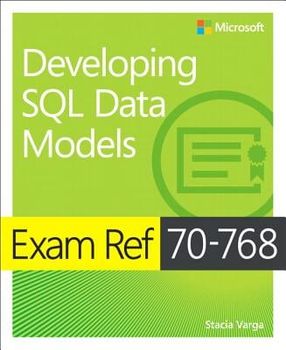 Microsoft
Developing
SQL Data
Models
Exam Ref 70-768
Stacia Varga